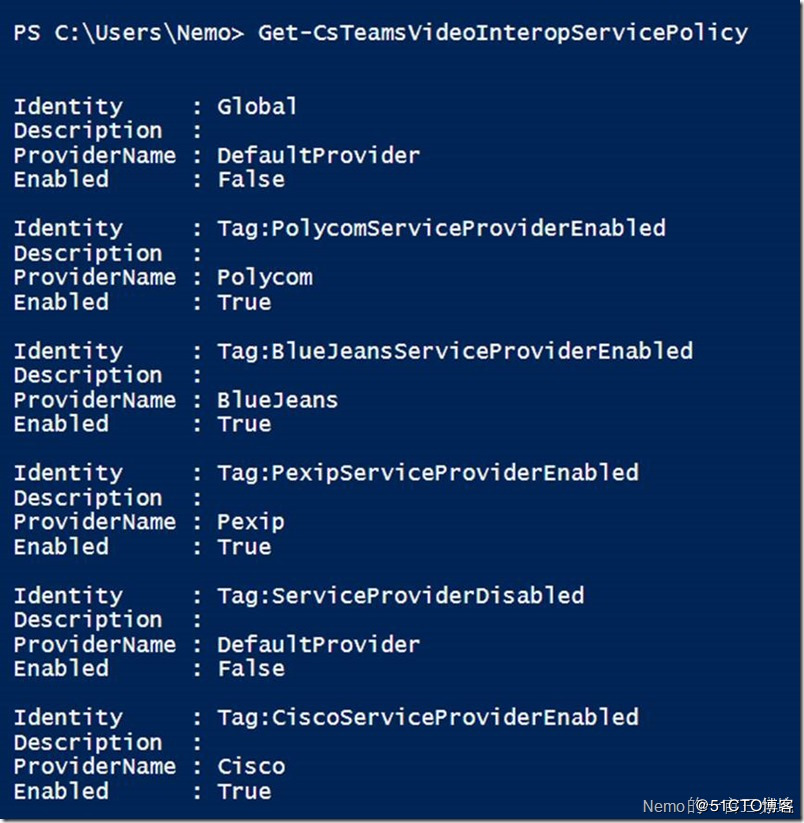 PS C:\Users\Nemo> Get-CsTeamsVideoInteropServicePolicy
Identity : Global
Description :
ProviderName : DefaultProvider
Enabled : False
Identity : Tag:PolycomServiceProviderEnabled
Description :
ProviderName : Polycom
Enabled : True
Identity : Tag:BlueJeansServiceProviderEnabled
Description :
ProviderName : BlueJeans
Enabled : True
Identity : Tag:PexipServiceProviderEnabled
Description :
ProviderName : Pexip
Enabled : True
Identity : Tag:ServiceProviderDisabled
Description :
ProviderName : DefaultProvider
Enabled : False
Identity : Tag:CiscoServiceProviderEnabled
Description :
ProviderName : Cisco
Enabled : True
Nemo的 @51CTO博客